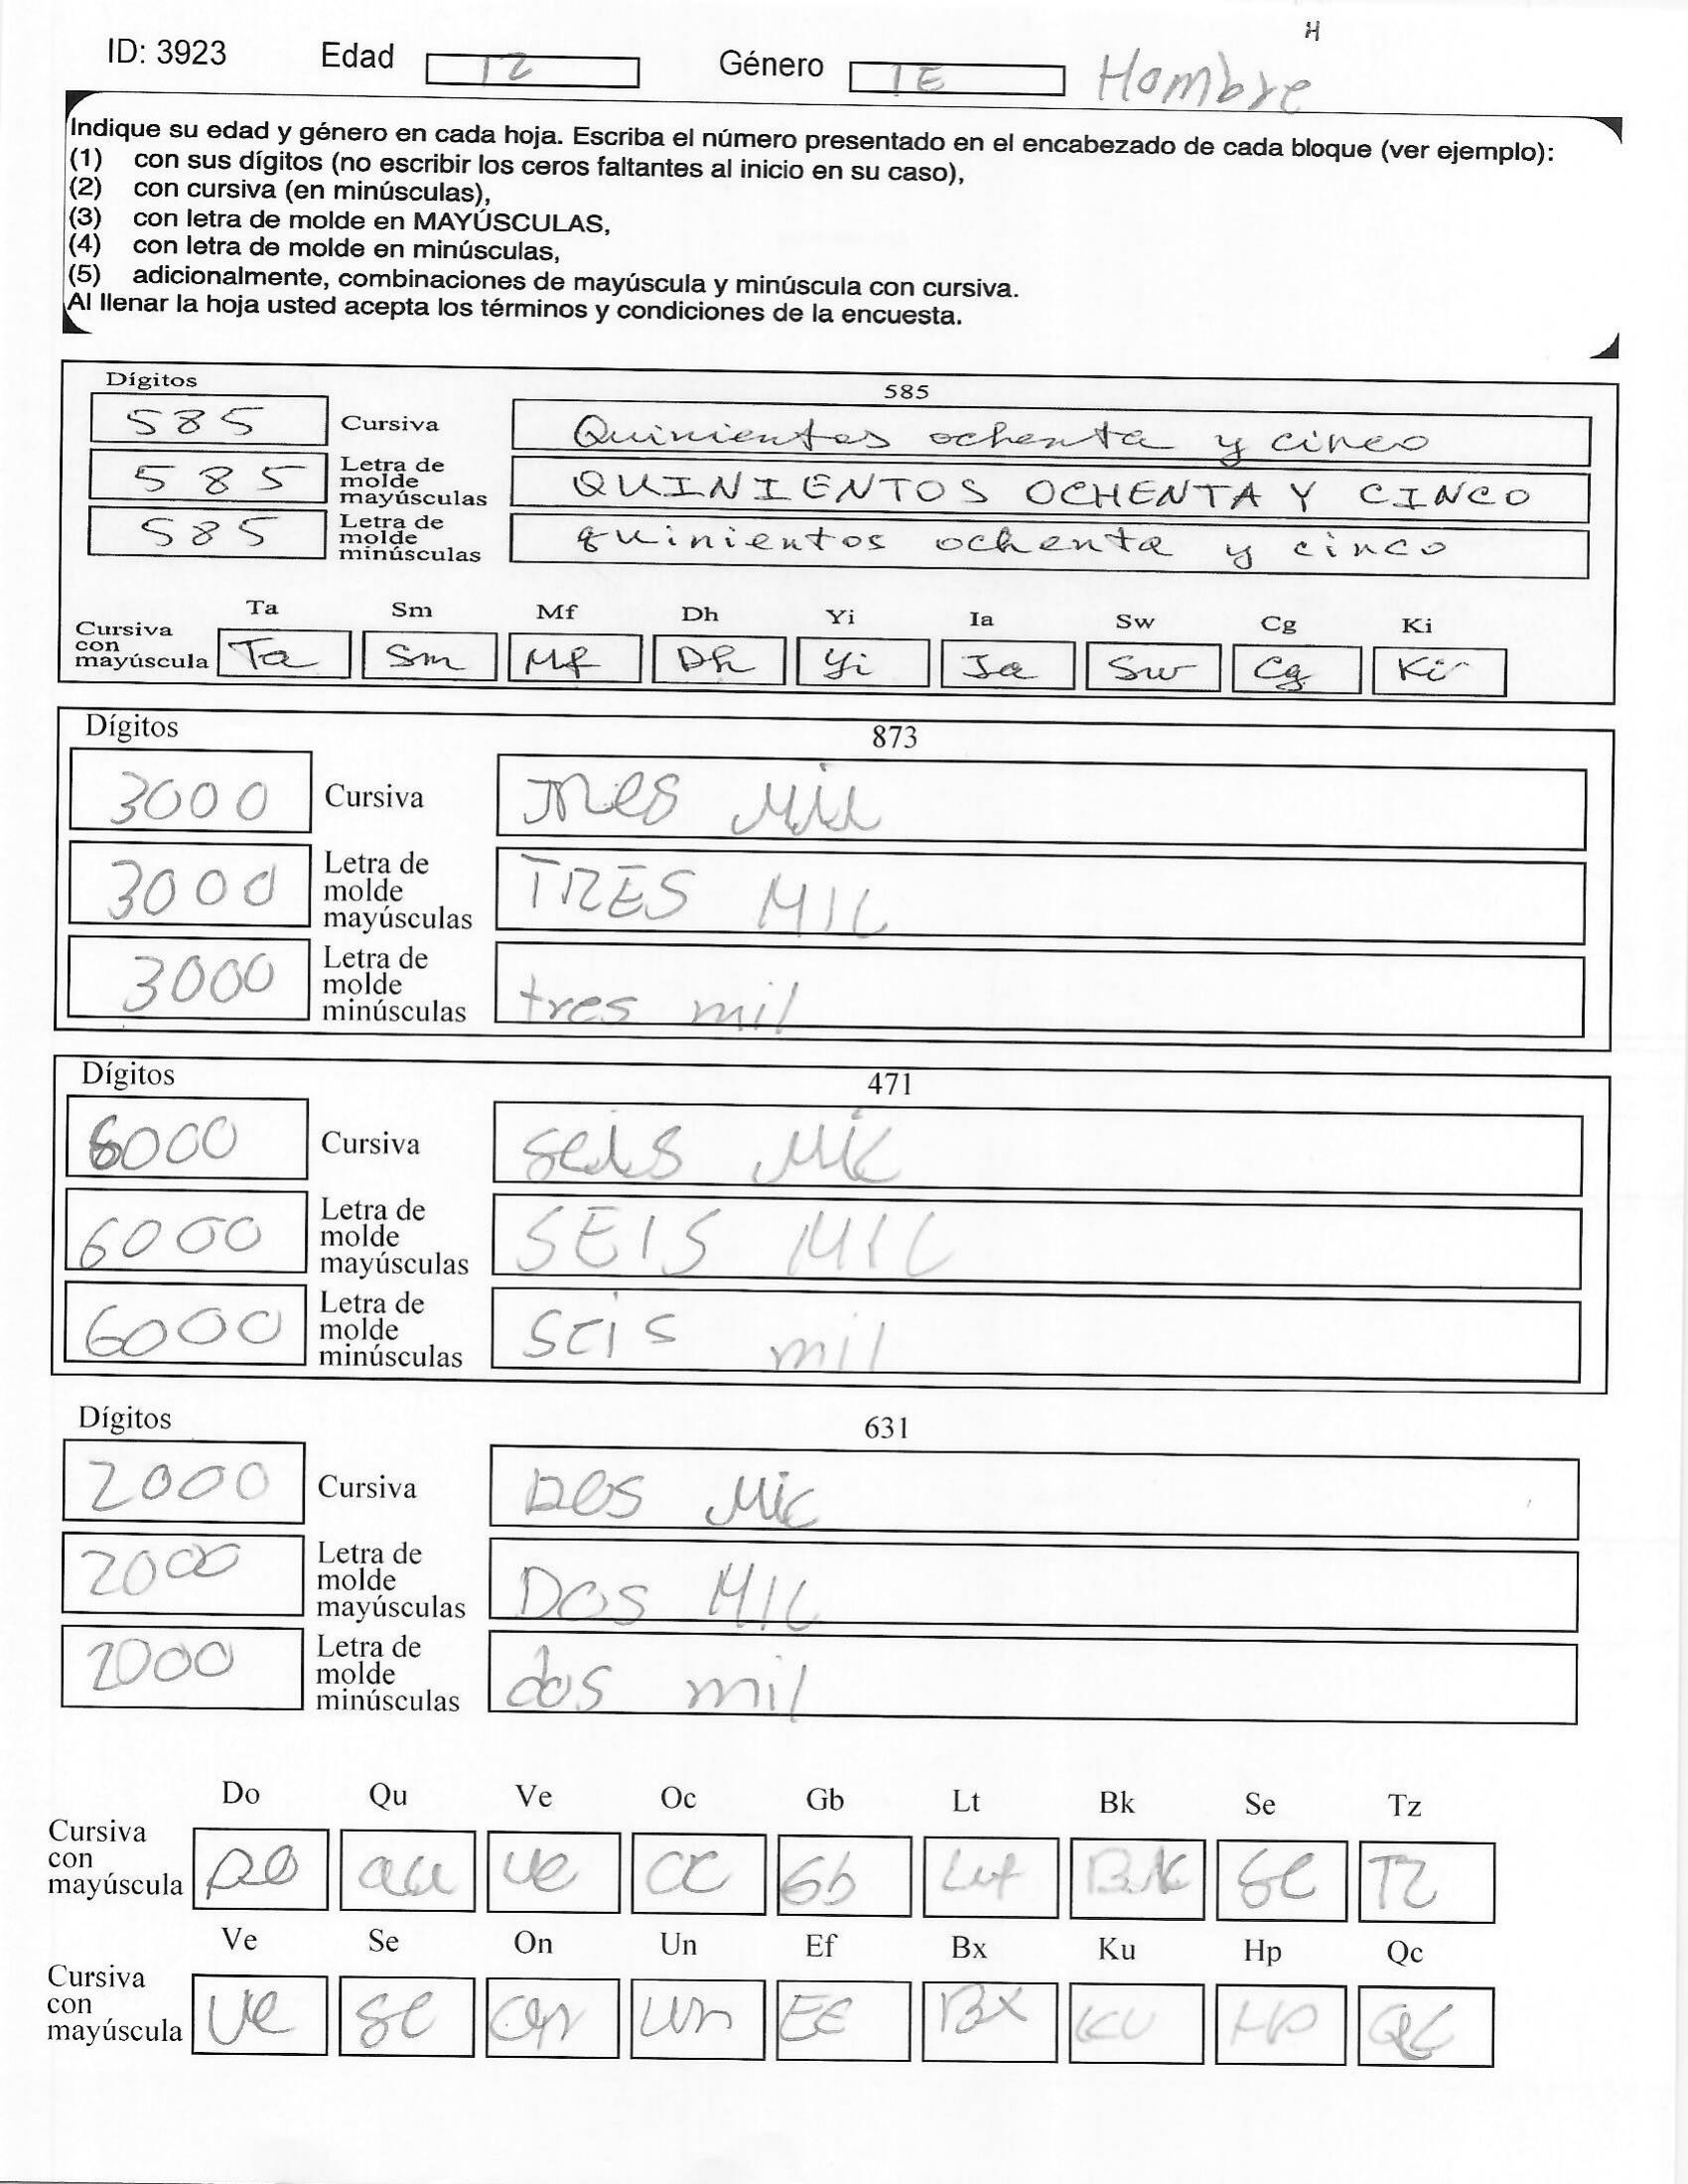 H
ID: 3923 Edad 12 Género 1E Hombre
Indique su edad y género en cada hoja. Escriba el número presentado en el encabezado de cada bloque (ver ejemplo):
(1) con sus dígitos (no escribir los ceros faltantes al inicio en su caso),
(2) con cursiva (en minúsculas),
(3) con letra de molde en MAYÚSCULAS,
(4) con letra de molde en minúsculas,
(5) adicionalmente, combinaciones de mayúscula y minúscula con cursiva.
Al llenar la hoja usted acepta los términos y condiciones de la encuesta.
Dígitos 585
585 Cursiva Quinientos ochenta y cinco
585 Letra de molde mayúsculas QUINIENTOS OCHENTA Y CINCO
585 Letra de molde minúsculas quinientos ochenta y cinco
Ta Sm Mf Dh Yi Ia Sw Cg Ki
Cursiva con mayúscula Ta Sm Mf Dh Yi Ia Sw Cg Ki
Dígitos 873
3000 Cursiva tres Mil
3000 Letra de molde mayúsculas TRES MIL
3000 Letra de molde minúsculas tres mil
Dígitos 471
6000 Cursiva seis Mil
6000 Letra de molde mayúsculas SEIS MIL
6000 Letra de molde minúsculas seis mil
Dígitos 631
2000 Cursiva Dos Mil
2000 Letra de molde mayúsculas DOS MIL
2000 Letra de molde minúsculas dos mil
Do Qu Ve Oc Gb Lt Bk Se Tz
Cursiva con mayúscula Do Qu Ve Oc Gb Lt Bk Se Tz
Ve Se On Un Ef Bx Ku Hp Qc
Cursiva con mayúscula Ve Se On Un EE Bx KU HP Qc